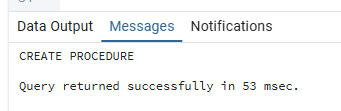 Data Output Messages Notifications
CREATE PROCEDURE
Query returned successfully in 53 msec.